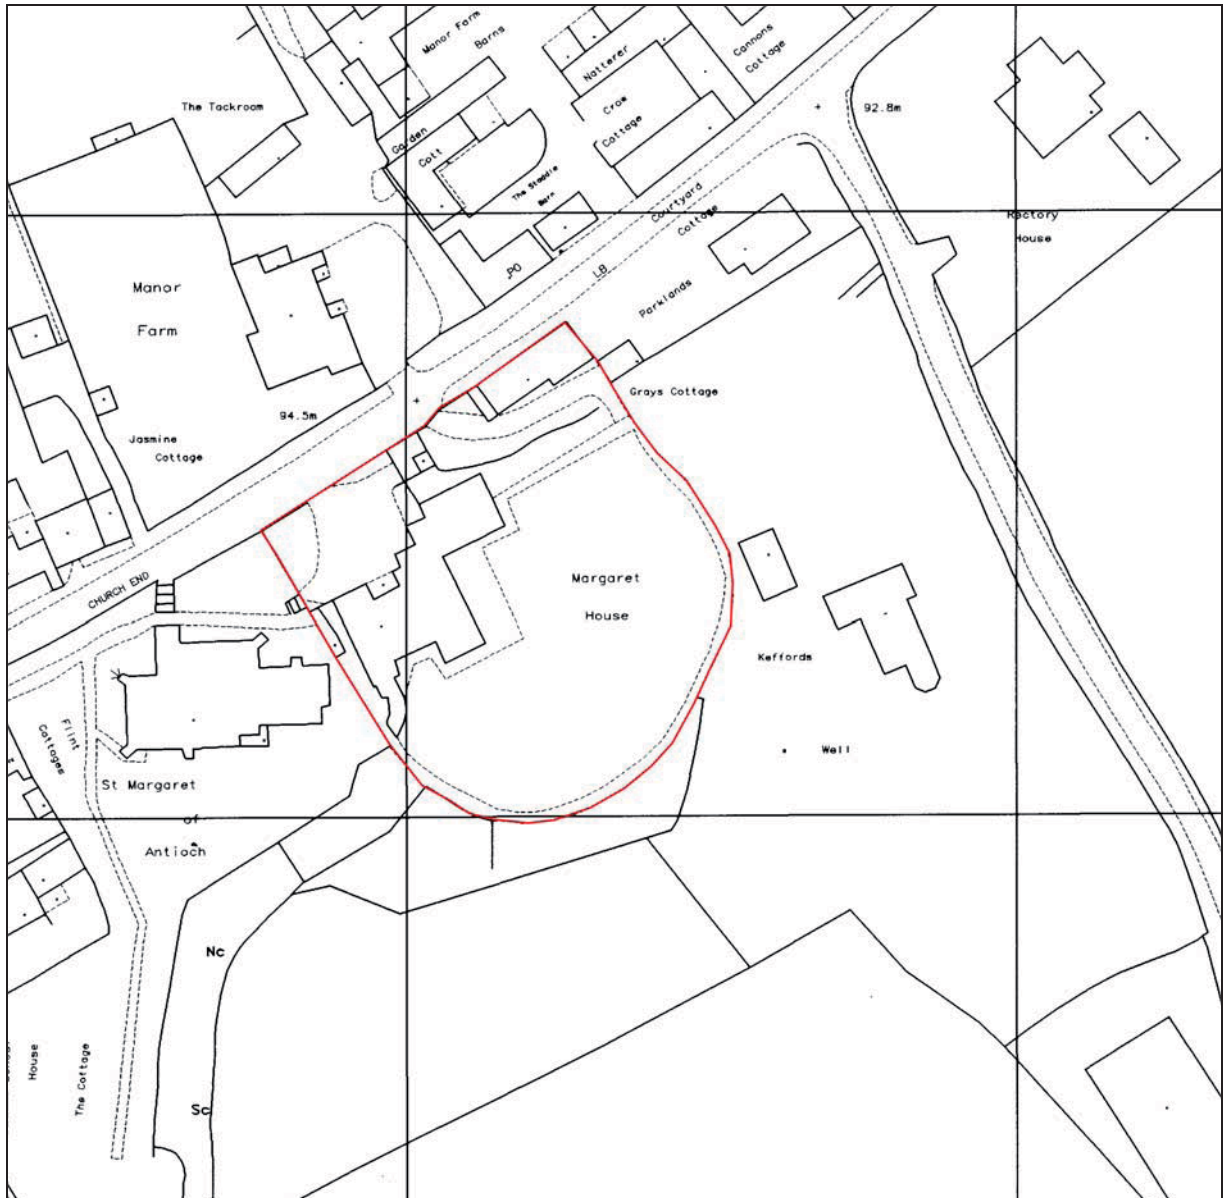 Manor Farm
Barns
Natterer
Cannons
Cottage
The Tackroom
Croe
Cottage
92.8m
Garden
Cott
The Staddle
Barn
Courtyard
Cottage
Rectory
House
PO
LB
Manor
Farm
Parklands
Grays Cottage
94.5m
Jasmine
Cottage
CHURCH END
Margaret
House
Keffords
Well
Flint
Cottages
St Margaret
of
Antioch
Nc
House
The Cottage
Sc